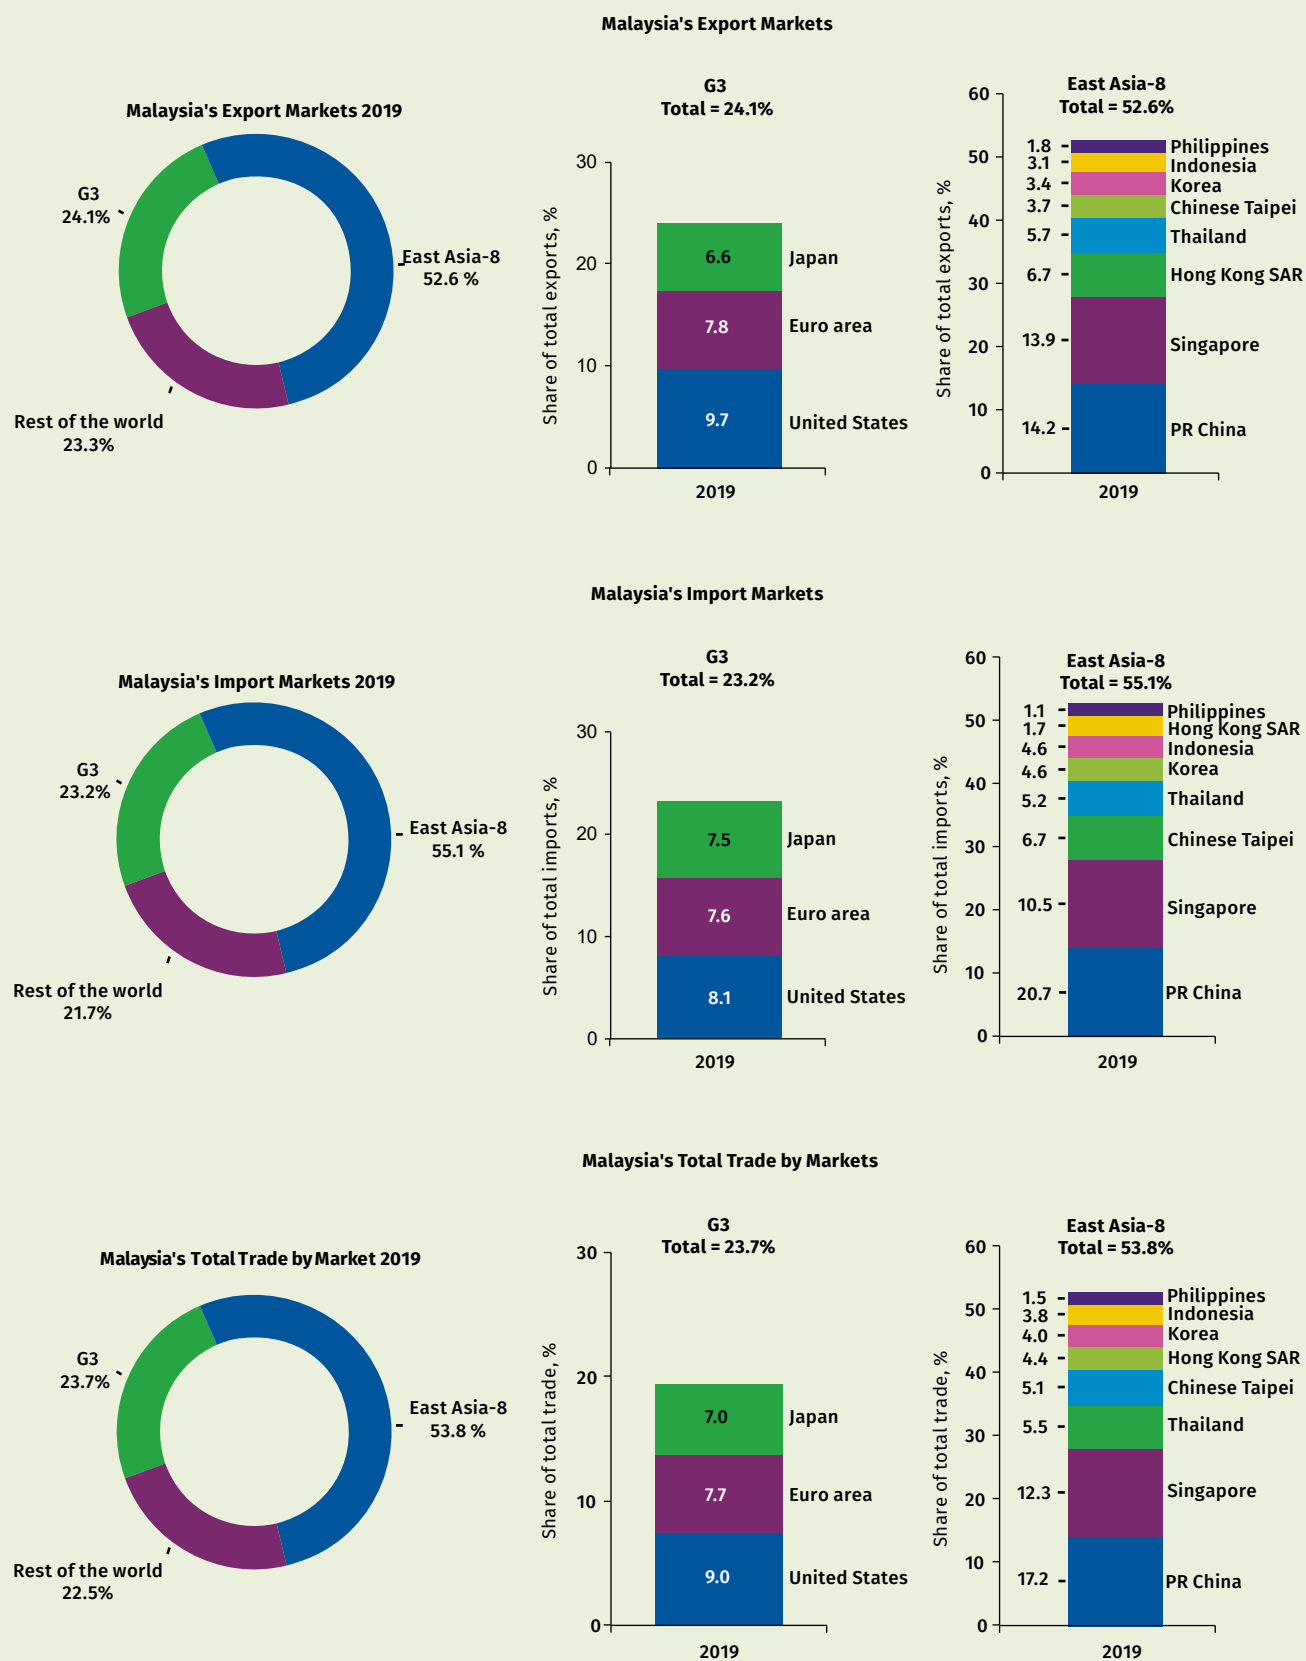 Malaysia's Export Markets
Malaysia's Export Markets 2019
G3
24.1%
East Asia-8
52.6 %
Rest of the world
23.3%
G3
Total = 24.1%
Share of total exports, %
30
20
10
0
6.6
Japan
7.8
Euro area
9.7
United States
2019
East Asia-8
Total = 52.6%
Share of total exports, %
60
50
40
30
20
10
0
1.8 Philippines
3.1 Indonesia
3.4 Korea
3.7 Chinese Taipei
5.7 Thailand
6.7 Hong Kong SAR
13.9 Singapore
14.2 PR China
2019
Malaysia's Import Markets
Malaysia's Import Markets 2019
G3
23.2%
East Asia-8
55.1 %
Rest of the world
21.7%
G3
Total = 23.2%
Share of total imports, %
30
20
10
0
7.5
Japan
7.6
Euro area
8.1
United States
2019
East Asia-8
Total = 55.1%
Share of total imports, %
60
50
40
30
20
10
0
1.1 Philippines
1.7 Hong Kong SAR
4.6 Indonesia
4.6 Korea
5.2 Thailand
6.7 Chinese Taipei
10.5 Singapore
20.7 PR China
2019
Malaysia's Total Trade by Markets
Malaysia's Total Trade by Market 2019
G3
23.7%
East Asia-8
53.8 %
Rest of the world
22.5%
G3
Total = 23.7%
Share of total trade, %
30
20
10
0
7.0
Japan
7.7
Euro area
9.0
United States
2019
East Asia-8
Total = 53.8%
Share of total trade, %
60
50
40
30
20
10
0
1.5 Philippines
3.8 Indonesia
4.0 Korea
4.4 Hong Kong SAR
5.1 Chinese Taipei
5.5 Thailand
12.3 Singapore
17.2 PR China
2019